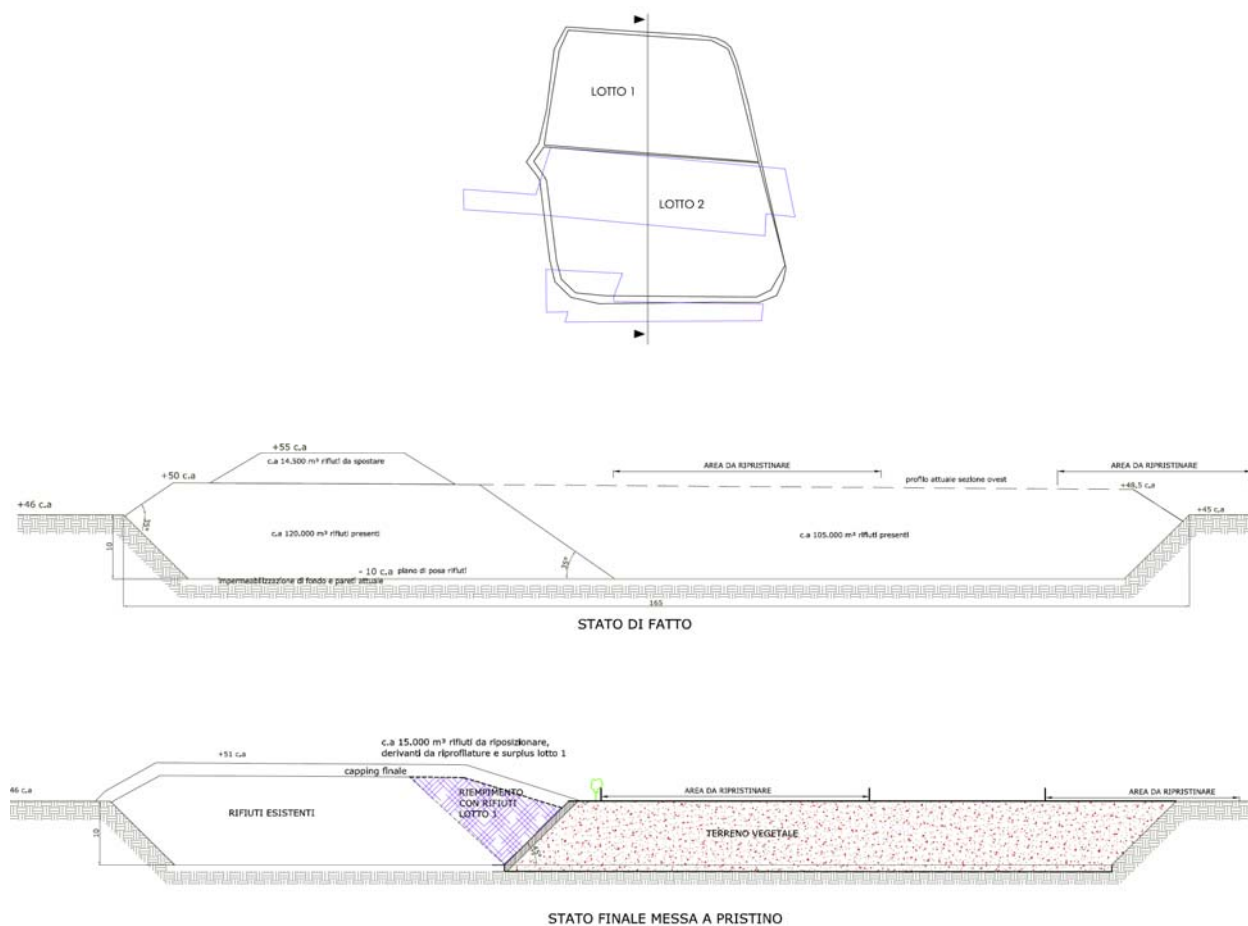 LOTTO 1
LOTTO 2
+55 c.a
c.a 14.500 m³ rifiuti da spostare
+50 c.a
AREA DA RIPRISTINARE
AREA DA RIPRISTINARE
profilo attuale sezione ovest
+48,5 c.a
+46 c.a
+45 c.a
10
c.a 120.000 m³ rifiuti presenti
c.a 105.000 m³ rifiuti presenti
35°
- 10 c.a plano di posa rifiuti
impermeabilizzazione di fondo e pareti attuale
165
STATO DI FATTO
c.a 15.000 m³ rifiuti da riposizionare,
derivanti da riprofilature e surplus lotto 1
+51 c.a
capping finale
46 c.a
RIEMPIMENTO
CON RIFIUTI
LOTTO 1
AREA DA RIPRISTINARE
AREA DA RIPRISTINARE
RIFIUTI ESISTENTI
10
TERRENO VEGETALE
STATO FINALE MESSA A PRISTINO